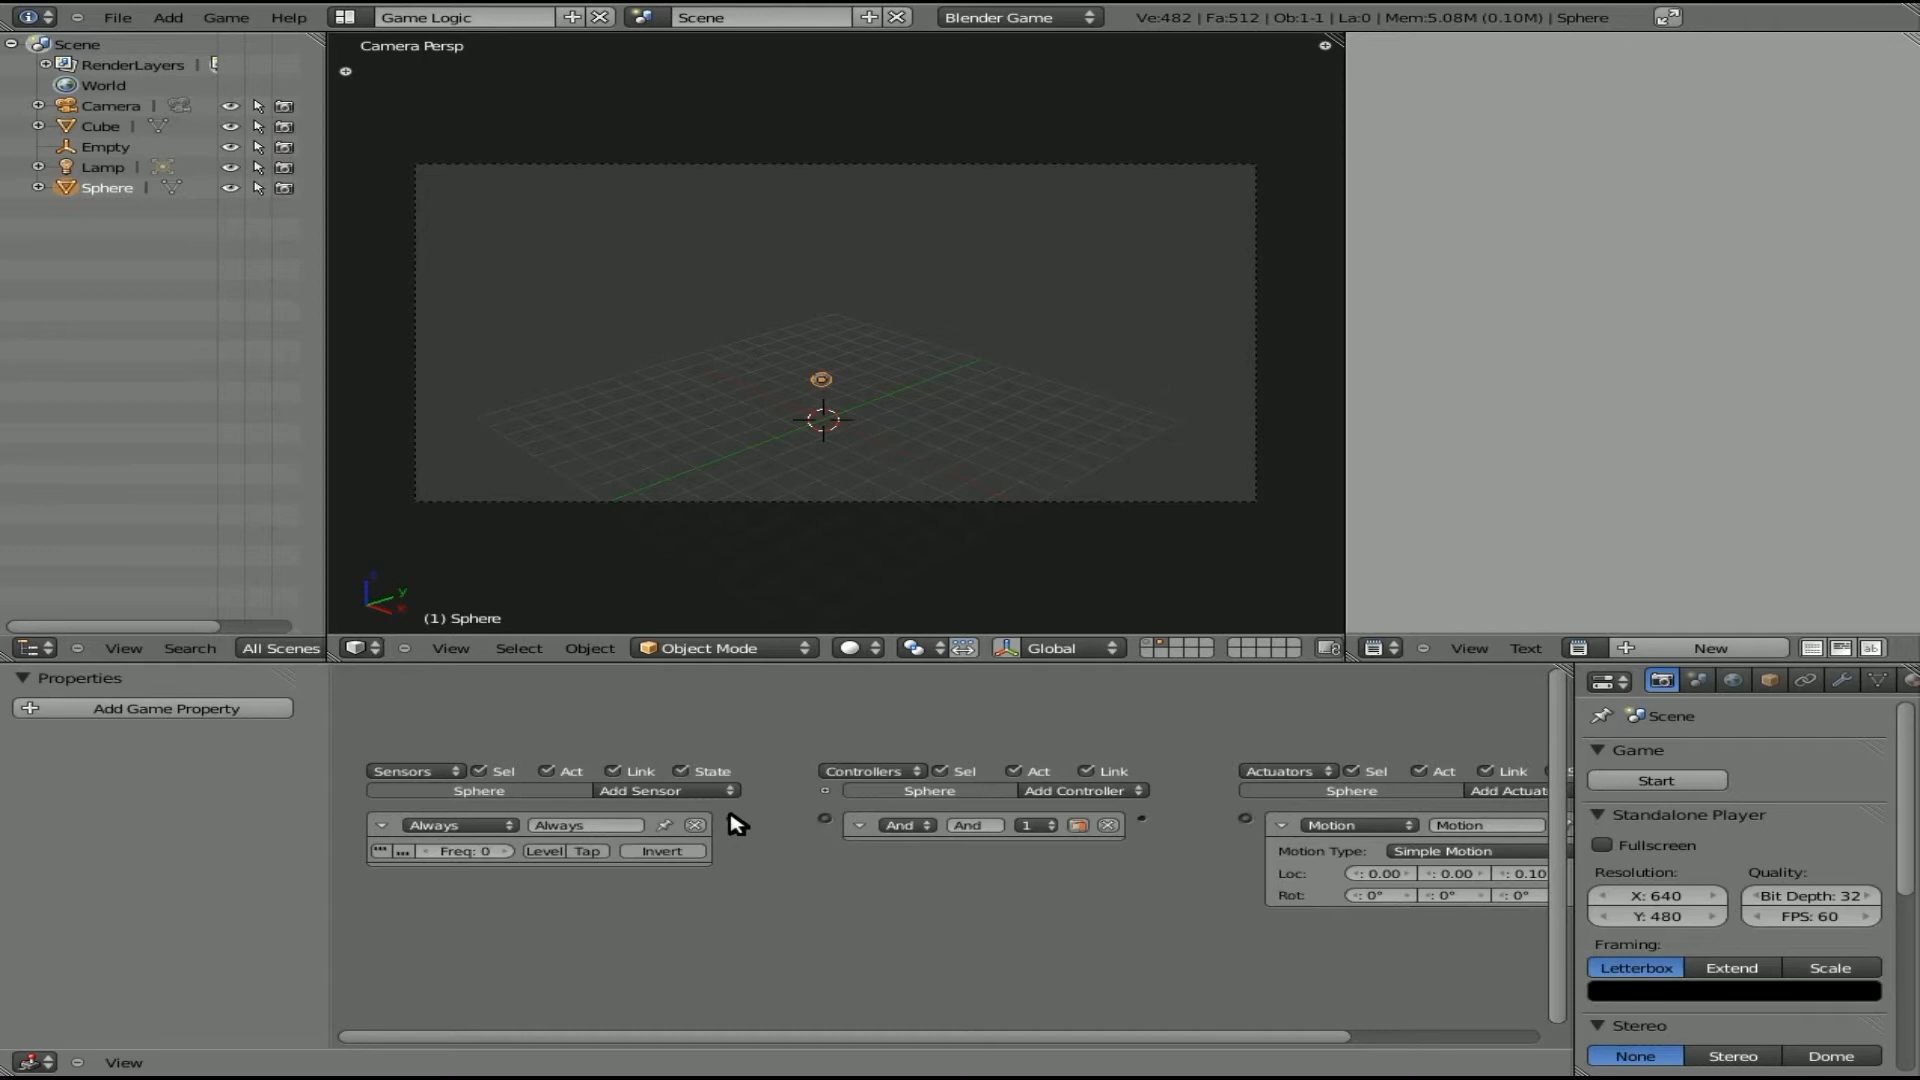 File Add Game Help Game Logic Scene Blender Game Ve:482 | Fa:512 | Ob:1-1 | La:0 | Mem:5.08M (0.10M) | Sphere
Scene
RenderLayers |
World
Camera |
Cube |
Empty
Lamp |
Sphere |
Camera Persp
z
y
x
(1) Sphere
View Search All Scenes
View Select Object Object Mode Global
View Text New
Properties
Add Game Property
Sensors Sel Act Link State
Sphere Add Sensor
Always Always
Freq: 0 Level Tap Invert
Controllers Sel Act Link
Sphere Add Controller
And And 1
Actuators Sel Act Link
Sphere Add Actuat
Motion Motion
Motion Type: Simple Motion
Loc: : 0.00 : 0.00 : 0.10
Rot: : 0° : 0° : 0°
Scene
Game
Start
Standalone Player
Fullscreen
Resolution: Quality:
X: 640 Bit Depth: 32
Y: 480 FPS: 60
Framing:
Letterbox Extend Scale
Stereo
None Stereo Dome
View